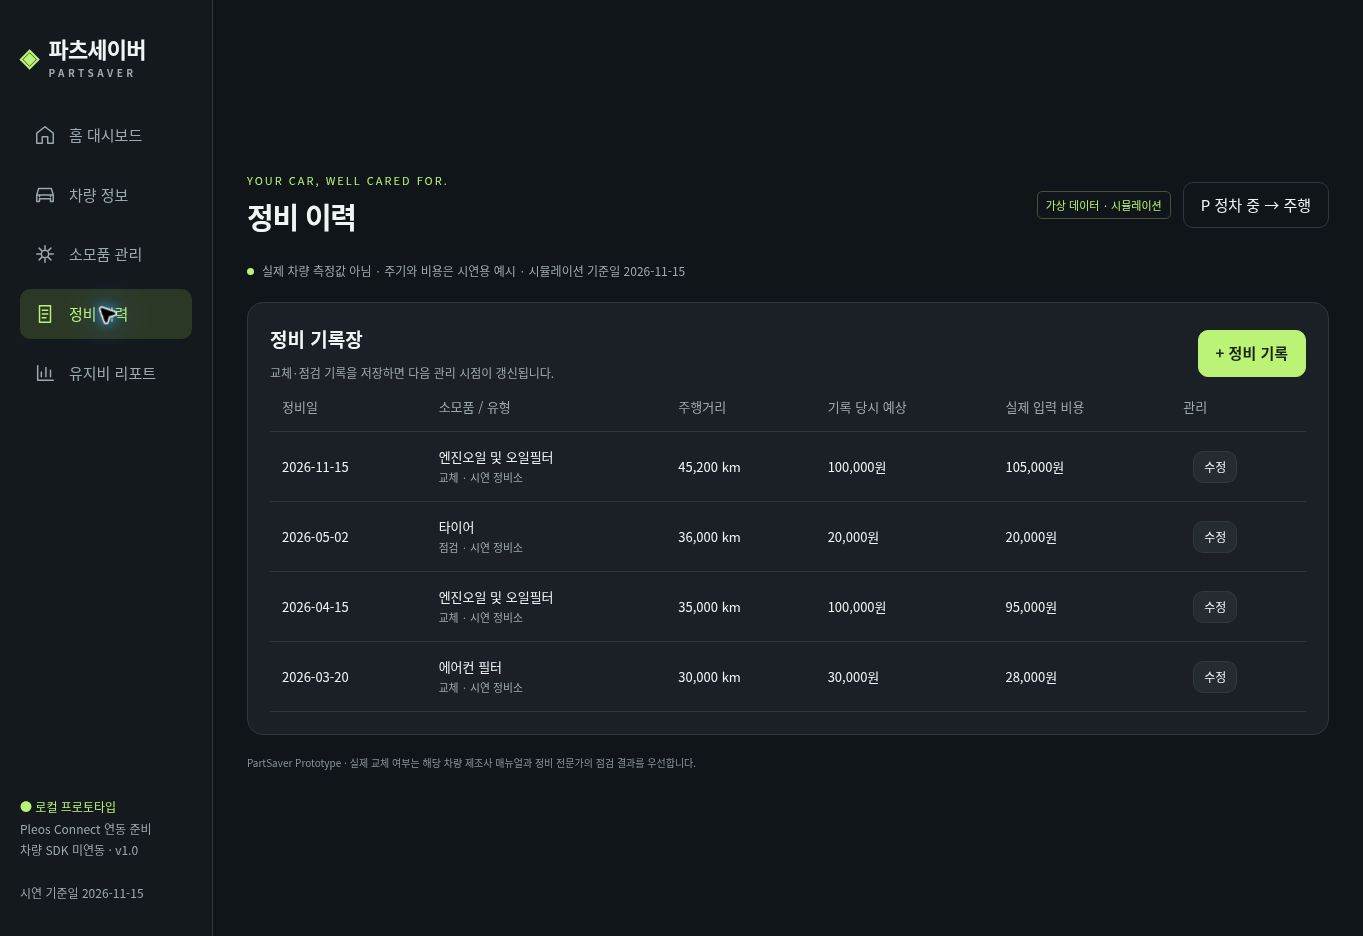 파츠세이버
PARTSAVER
홈 대시보드
차량 정보
소모품 관리
정비 이력
유지비 리포트
로컬 프로토타입
Pleos Connect 연동 준비
차량 SDK 미연동 · v1.0
시연 기준일 2026-11-15
YOUR CAR, WELL CARED FOR.
정비 이력
가상 데이터 · 시뮬레이션
P 정차 중 → 주행
실제 차량 측정값 아님 · 주기와 비용은 시연용 예시 · 시뮬레이션 기준일 2026-11-15
정비 기록장
교체·점검 기록을 저장하면 다음 관리 시점이 갱신됩니다.
+ 정비 기록
정비일 소모품 / 유형 주행거리 기록 당시 예상 실제 입력 비용 관리
2026-11-15 엔진오일 및 오일필터 45,200 km 100,000원 105,000원 수정
교체 · 시연 정비소
2026-05-02 타이어 36,000 km 20,000원 20,000원 수정
점검 · 시연 정비소
2026-04-15 엔진오일 및 오일필터 35,000 km 100,000원 95,000원 수정
교체 · 시연 정비소
2026-03-20 에어컨 필터 30,000 km 30,000원 28,000원 수정
교체 · 시연 정비소
PartSaver Prototype · 실제 교체 여부는 해당 차량 제조사 매뉴얼과 정비 전문가의 점검 결과를 우선합니다.